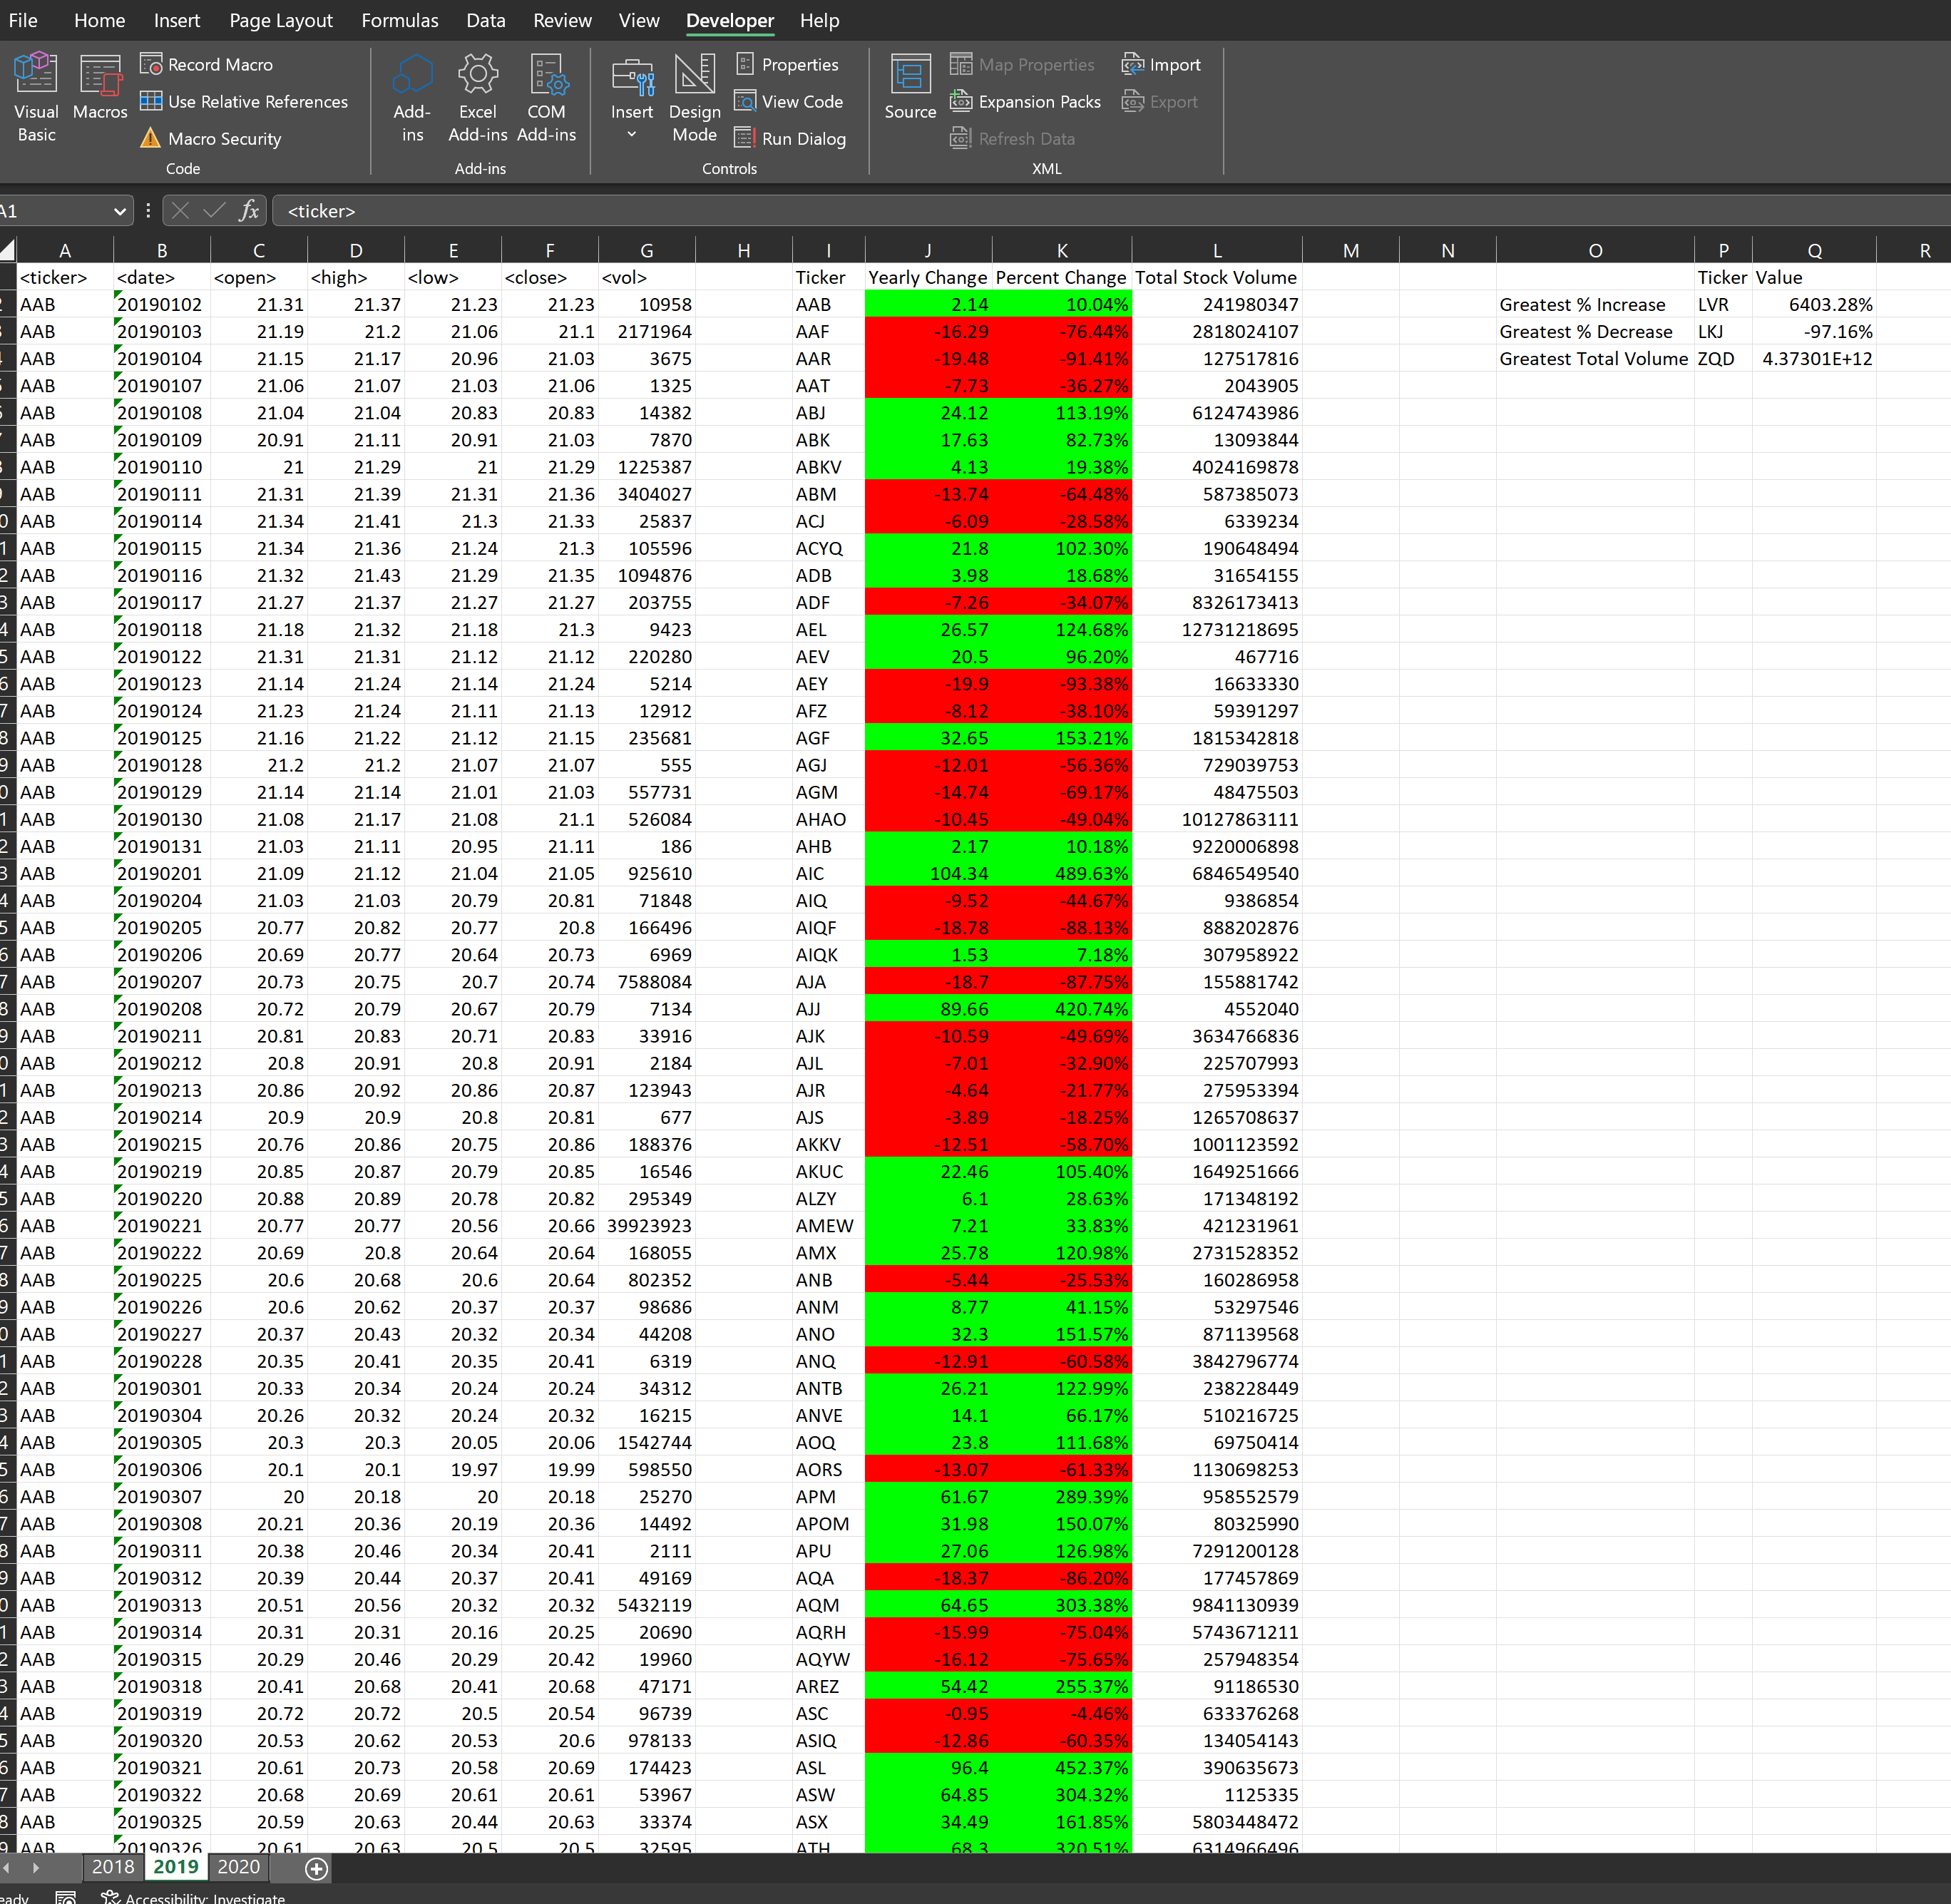 File Home Insert Page Layout Formulas Data Review View Developer Help
Visual Basic Macros Record Macro Use Relative References Macro Security Code
Add-ins Excel Add-ins COM Add-ins Add-ins
Insert Design Mode Properties View Code Run Dialog Controls
Source Map Properties Expansion Packs Refresh Data Import Export XML
A1 fx <ticker>
A B C D E F G H I J K L M N O P Q R
<ticker> <date> <open> <high> <low> <close> <vol> Ticker Yearly Change Percent Change Total Stock Volume Ticker Value
AAB 20190102 21.31 21.37 21.23 21.23 10958 AAB 2.14 10.04% 241980347 Greatest % Increase LVR 6403.28%
AAB 20190103 21.19 21.2 21.06 21.1 2171964 AAF -16.29 -76.44% 2818024107 Greatest % Decrease LKJ -97.16%
AAB 20190104 21.15 21.17 20.96 21.03 3675 AAR -19.48 -91.41% 127517816 Greatest Total Volume ZQD 4.37301E+12
AAB 20190107 21.06 21.07 21.03 21.06 1325 AAT -7.73 -36.27% 2043905
AAB 20190108 21.04 21.04 20.83 20.83 14382 ABJ 24.12 113.19% 6124743986
AAB 20190109 20.91 21.11 20.91 21.03 7870 ABK 17.63 82.73% 13093844
AAB 20190110 21 21.29 21 21.29 1225387 ABKV 4.13 19.38% 4024169878
AAB 20190111 21.31 21.39 21.31 21.36 3404027 ABM -13.74 -64.48% 587385073
AAB 20190114 21.34 21.41 21.3 21.33 25837 ACJ -6.09 -28.58% 6339234
AAB 20190115 21.34 21.36 21.24 21.3 105596 ACYQ 21.8 102.30% 190648494
AAB 20190116 21.32 21.43 21.29 21.35 1094876 ADB 3.98 18.68% 31654155
AAB 20190117 21.27 21.37 21.27 21.27 203755 ADF -7.26 -34.07% 8326173413
AAB 20190118 21.18 21.32 21.18 21.3 9423 AEL 26.57 124.68% 12731218695
AAB 20190122 21.31 21.31 21.12 21.12 220280 AEV 20.5 96.20% 467716
AAB 20190123 21.14 21.24 21.14 21.24 5214 AEY -19.9 -93.38% 16633330
AAB 20190124 21.23 21.24 21.11 21.13 12912 AFZ -8.12 -38.10% 59391297
AAB 20190125 21.16 21.22 21.12 21.15 235681 AGF 32.65 153.21% 1815342818
AAB 20190128 21.2 21.2 21.07 21.07 555 AGJ -12.01 -56.36% 729039753
AAB 20190129 21.14 21.14 21.01 21.03 557731 AGM -14.74 -69.17% 48475503
AAB 20190130 21.08 21.17 21.08 21.1 526084 AHAO -10.45 -49.04% 10127863111
AAB 20190131 21.03 21.11 20.95 21.11 186 AHB 2.17 10.18% 9220006898
AAB 20190201 21.09 21.12 21.04 21.05 925610 AIC 104.34 489.63% 6846549540
AAB 20190204 21.03 21.03 20.79 20.81 71848 AIQ -9.52 -44.67% 9386854
AAB 20190205 20.77 20.82 20.77 20.8 166496 AIQF -18.78 -88.13% 888202876
AAB 20190206 20.69 20.77 20.64 20.73 6969 AIQK 1.53 7.18% 307958922
AAB 20190207 20.73 20.75 20.7 20.74 7588084 AJA -18.7 -87.75% 155881742
AAB 20190208 20.72 20.79 20.67 20.79 7134 AJJ 89.66 420.74% 4552040
AAB 20190211 20.81 20.83 20.71 20.83 33916 AJK -10.59 -49.69% 3634766836
AAB 20190212 20.8 20.91 20.8 20.91 2184 AJL -7.01 -32.90% 225707993
AAB 20190213 20.86 20.92 20.86 20.87 123943 AJR -4.64 -21.77% 275953394
AAB 20190214 20.9 20.9 20.8 20.81 677 AJS -3.89 -18.25% 1265708637
AAB 20190215 20.76 20.86 20.75 20.86 188376 AKKV -12.51 -58.70% 1001123592
AAB 20190219 20.85 20.87 20.79 20.85 16546 AKUC 22.46 105.40% 1649251666
AAB 20190220 20.88 20.89 20.78 20.82 295349 ALZY 6.1 28.63% 171348192
AAB 20190221 20.77 20.77 20.56 20.66 39923923 AMEW 7.21 33.83% 421231961
AAB 20190222 20.69 20.8 20.64 20.64 168055 AMX 25.78 120.98% 2731528352
AAB 20190225 20.6 20.68 20.6 20.64 802352 ANB -5.44 -25.53% 160286958
AAB 20190226 20.6 20.62 20.37 20.37 98686 ANM 8.77 41.15% 53297546
AAB 20190227 20.37 20.43 20.32 20.34 44208 ANO 32.3 151.57% 871139568
AAB 20190228 20.35 20.41 20.35 20.41 6319 ANQ -12.91 -60.58% 3842796774
AAB 20190301 20.33 20.34 20.24 20.24 34312 ANTB 26.21 122.99% 238228449
AAB 20190304 20.26 20.32 20.24 20.32 16215 ANVE 14.1 66.17% 510216725
AAB 20190305 20.3 20.3 20.05 20.06 1542744 AOQ 23.8 111.68% 69750414
AAB 20190306 20.1 20.1 19.97 19.99 598550 AORS -13.07 -61.33% 1130698253
AAB 20190307 20 20.18 20 20.18 25270 APM 61.67 289.39% 958552579
AAB 20190308 20.21 20.36 20.19 20.36 14492 APOM 31.98 150.07% 80325990
AAB 20190311 20.38 20.46 20.34 20.41 2111 APU 27.06 126.98% 7291200128
AAB 20190312 20.39 20.44 20.37 20.41 49169 AQA -18.37 -86.20% 177457869
AAB 20190313 20.51 20.56 20.32 20.32 5432119 AQM 64.65 303.38% 9841130939
AAB 20190314 20.31 20.31 20.16 20.25 20690 AQRH -15.99 -75.04% 5743671211
AAB 20190315 20.29 20.46 20.29 20.42 19960 AQYW -16.12 -75.65% 257948354
AAB 20190318 20.41 20.68 20.41 20.68 47171 AREZ 54.42 255.37% 91186530
AAB 20190319 20.72 20.72 20.5 20.54 96739 ASC -0.95 -4.46% 633376268
AAB 20190320 20.53 20.62 20.53 20.6 978133 ASIQ -12.86 -60.35% 134054143
AAB 20190321 20.61 20.73 20.58 20.69 174423 ASL 96.4 452.37% 390635673
AAB 20190322 20.68 20.69 20.61 20.61 53967 ASW 64.85 304.32% 1125335
AAB 20190325 20.59 20.63 20.44 20.63 33374 ASX 34.49 161.85% 5803448472
AAB 20190326 20.61 20.63 20.5 20.5 32595 ATH 68.3 320.51% 6314966496
2018 2019 2020
Accessibility: Investigate